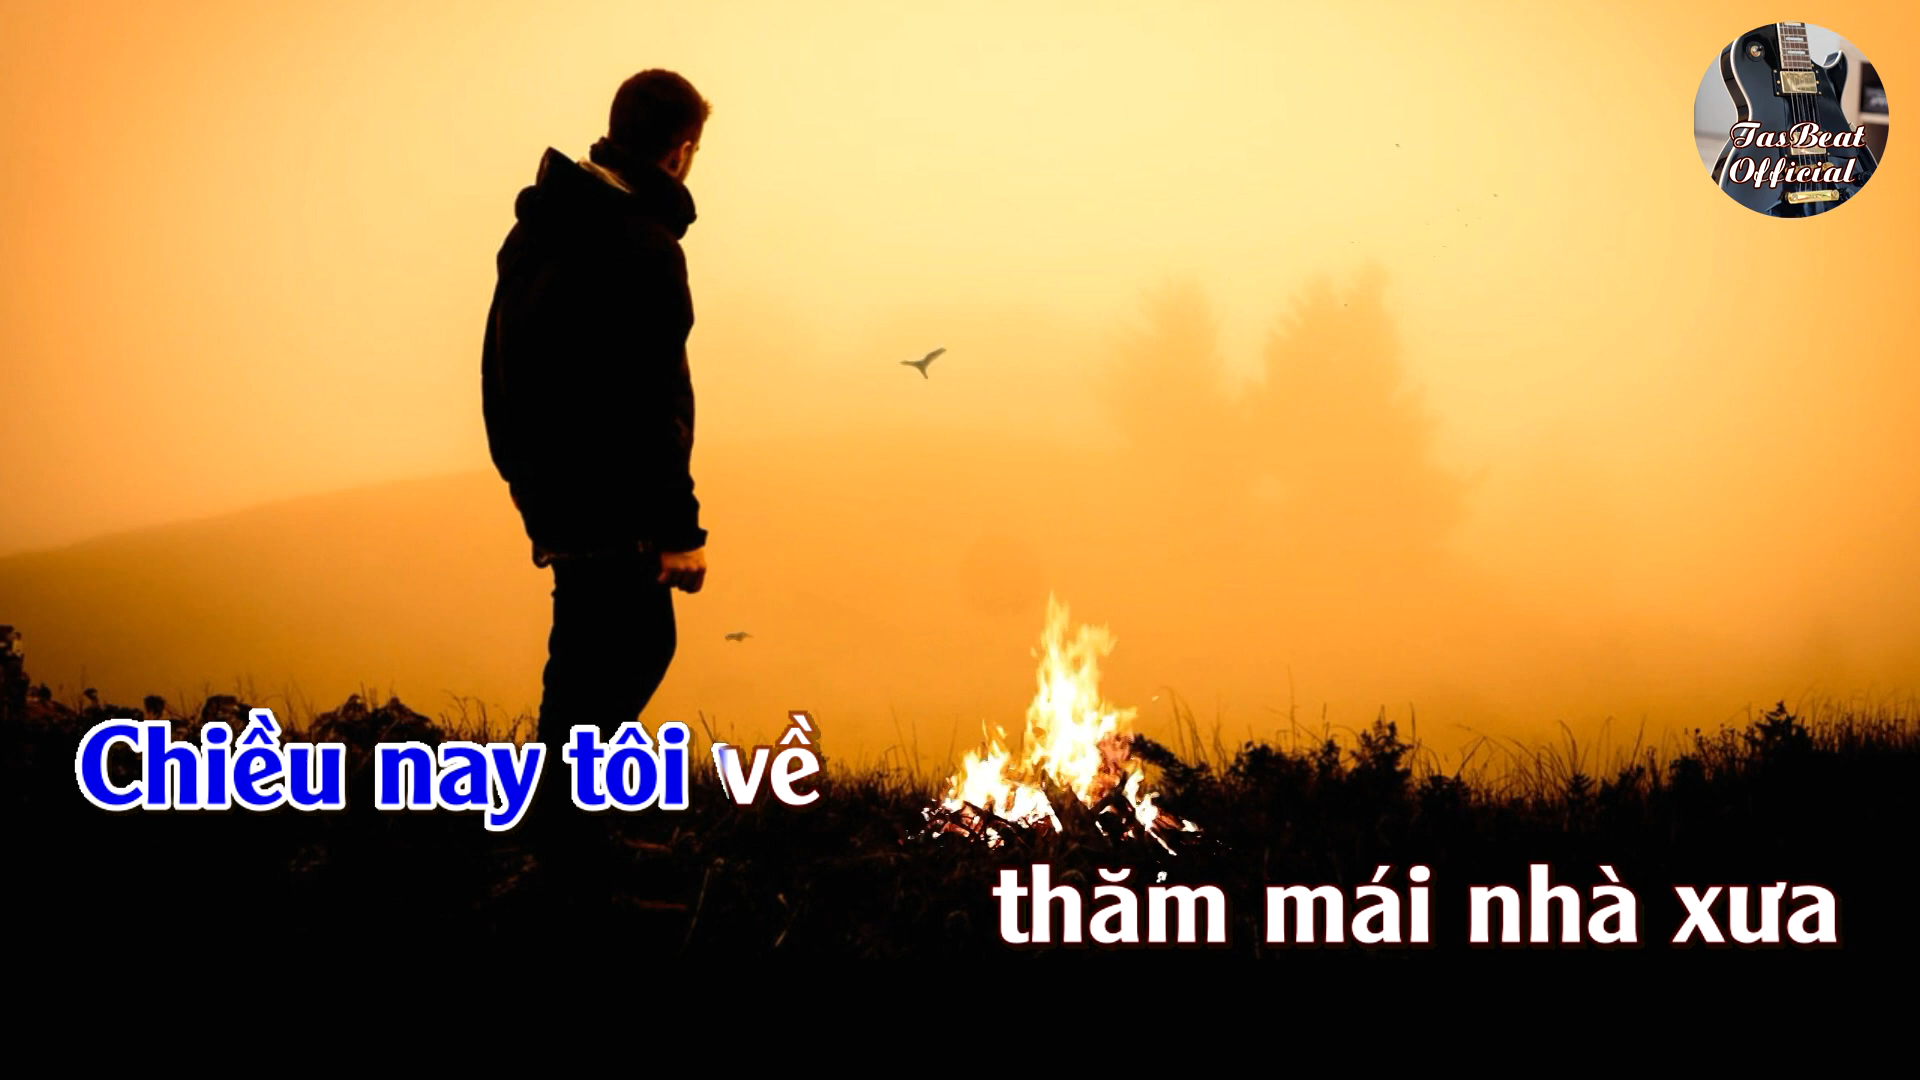 TasBeat
Official
Chiều nay tôi về
thăm mái nhà xưa